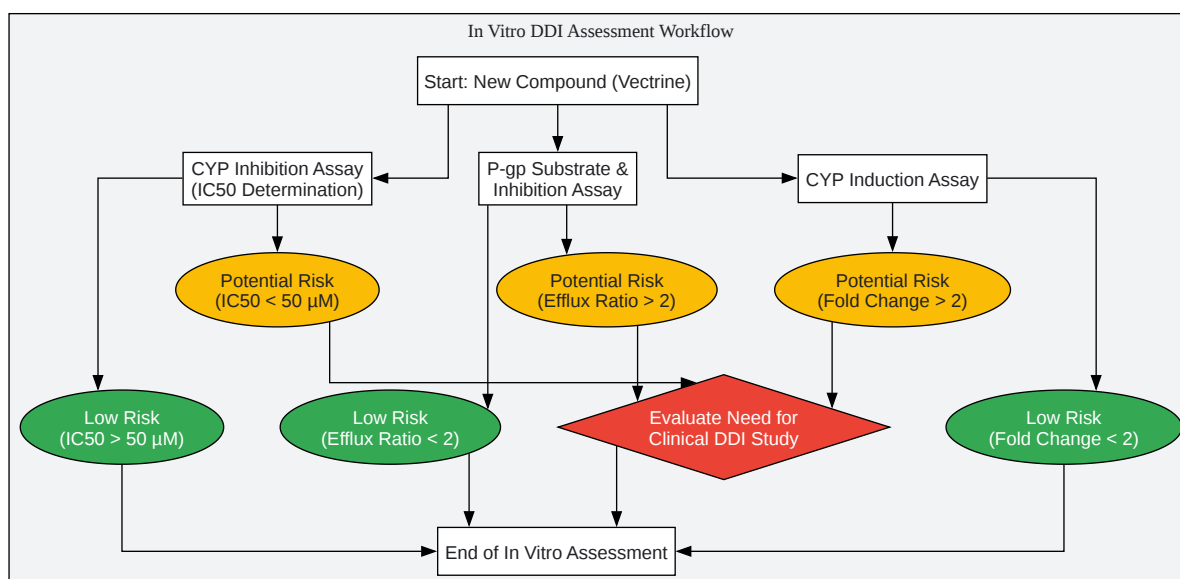 In Vitro DDI Assessment Workflow
Start: New Compound (Vectrine)
CYP Inhibition Assay
(IC50 Determination)
P-gp Substrate &
Inhibition Assay
CYP Induction Assay
Potential Risk
(IC50 < 50 µM)
Potential Risk
(Efflux Ratio > 2)
Potential Risk
(Fold Change > 2)
Low Risk
(IC50 > 50 µM)
Low Risk
(Efflux Ratio < 2)
Evaluate Need for
Clinical DDI Study
Low Risk
(Fold Change < 2)
End of In Vitro Assessment